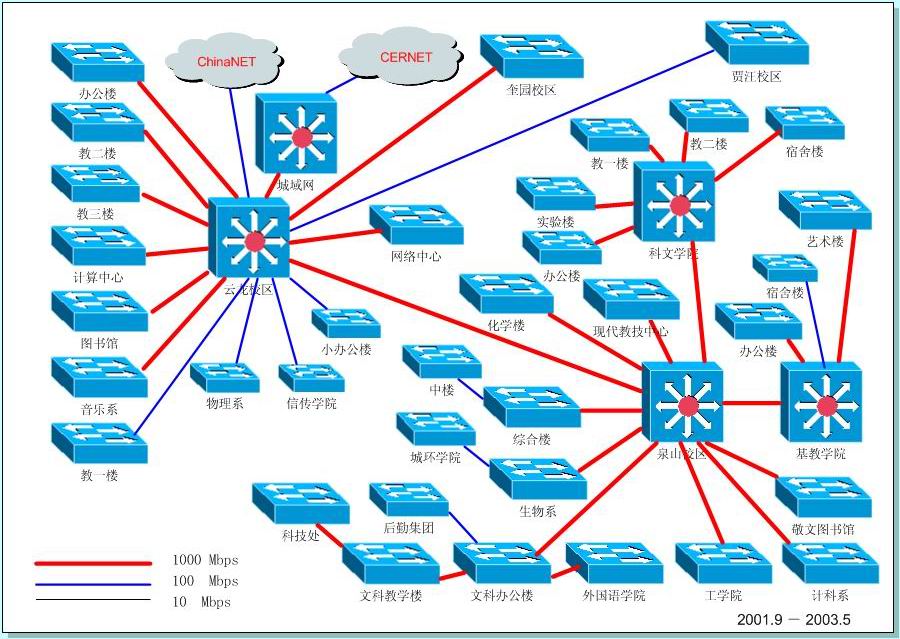 ChinaNET
CERNET
办公楼
奎园校区
贾汪校区
教二楼
城域网
教一楼
教二楼
宿舍楼
教三楼
实验楼
科文学院
艺术楼
计算中心
云龙校区
网络中心
办公楼
宿舍楼
图书馆
小办公楼
化学楼
现代教技中心
办公楼
音乐系
物理系
信传学院
中楼
综合楼
泉山校区
基教学院
教一楼
城环学院
生物系
敬文图书馆
科技处
后勤集团
文科教学楼
文科办公楼
外国语学院
工学院
计科系
1000 Mbps
100 Mbps
10 Mbps
2001.9 － 2003.5